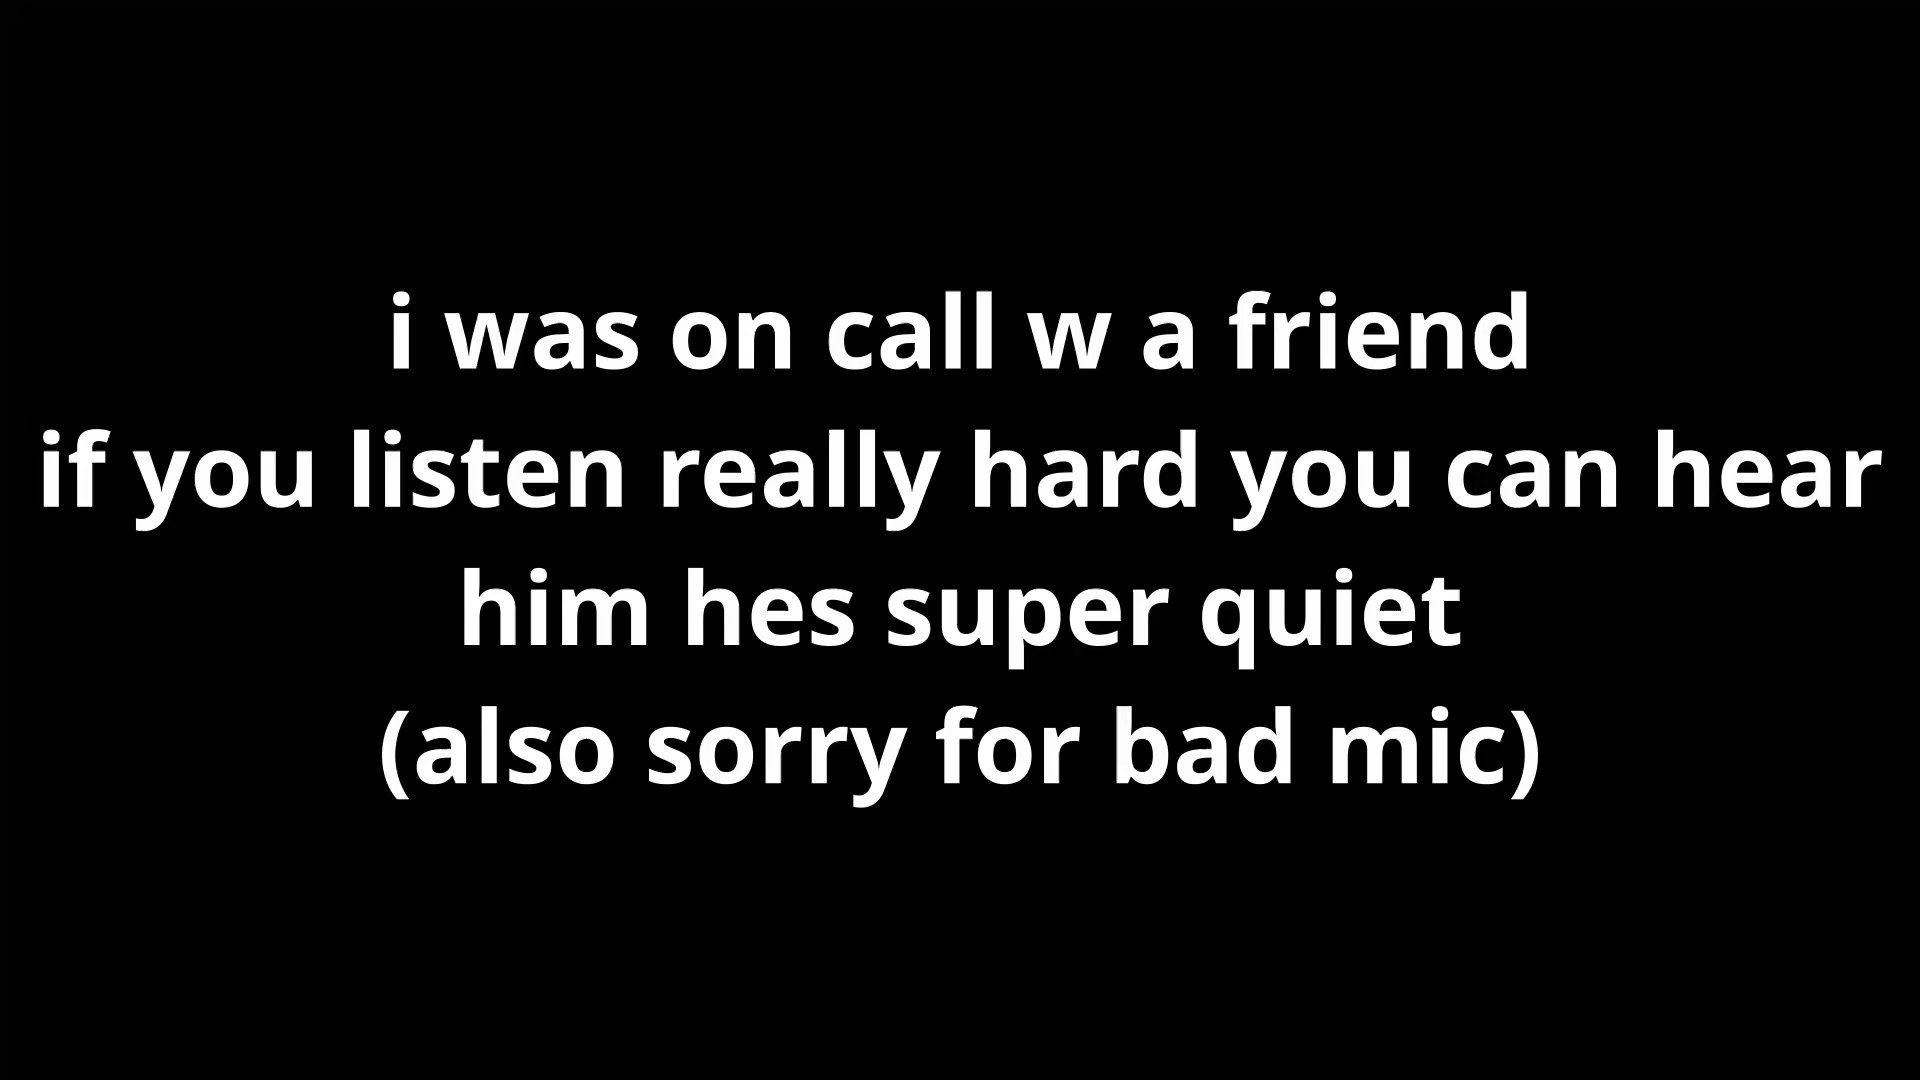 i was on call w a friend
if you listen really hard you can hear
him hes super quiet
(also sorry for bad mic)